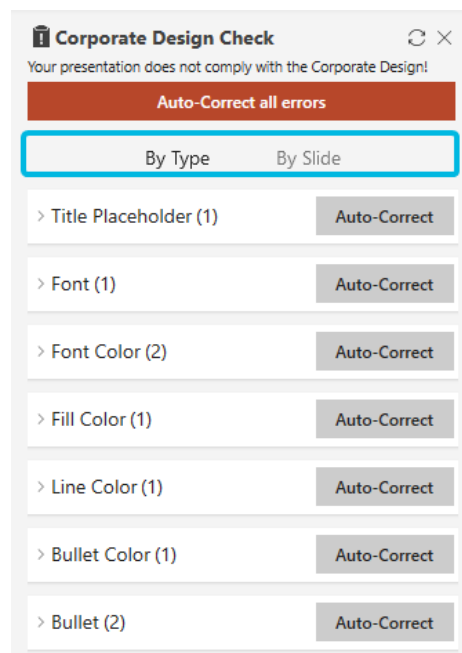 Corporate Design Check
Your presentation does not comply with the Corporate Design!
Auto-Correct all errors
By Type By Slide
Title Placeholder (1) Auto-Correct
Font (1) Auto-Correct
Font Color (2) Auto-Correct
Fill Color (1) Auto-Correct
Line Color (1) Auto-Correct
Bullet Color (1) Auto-Correct
Bullet (2) Auto-Correct